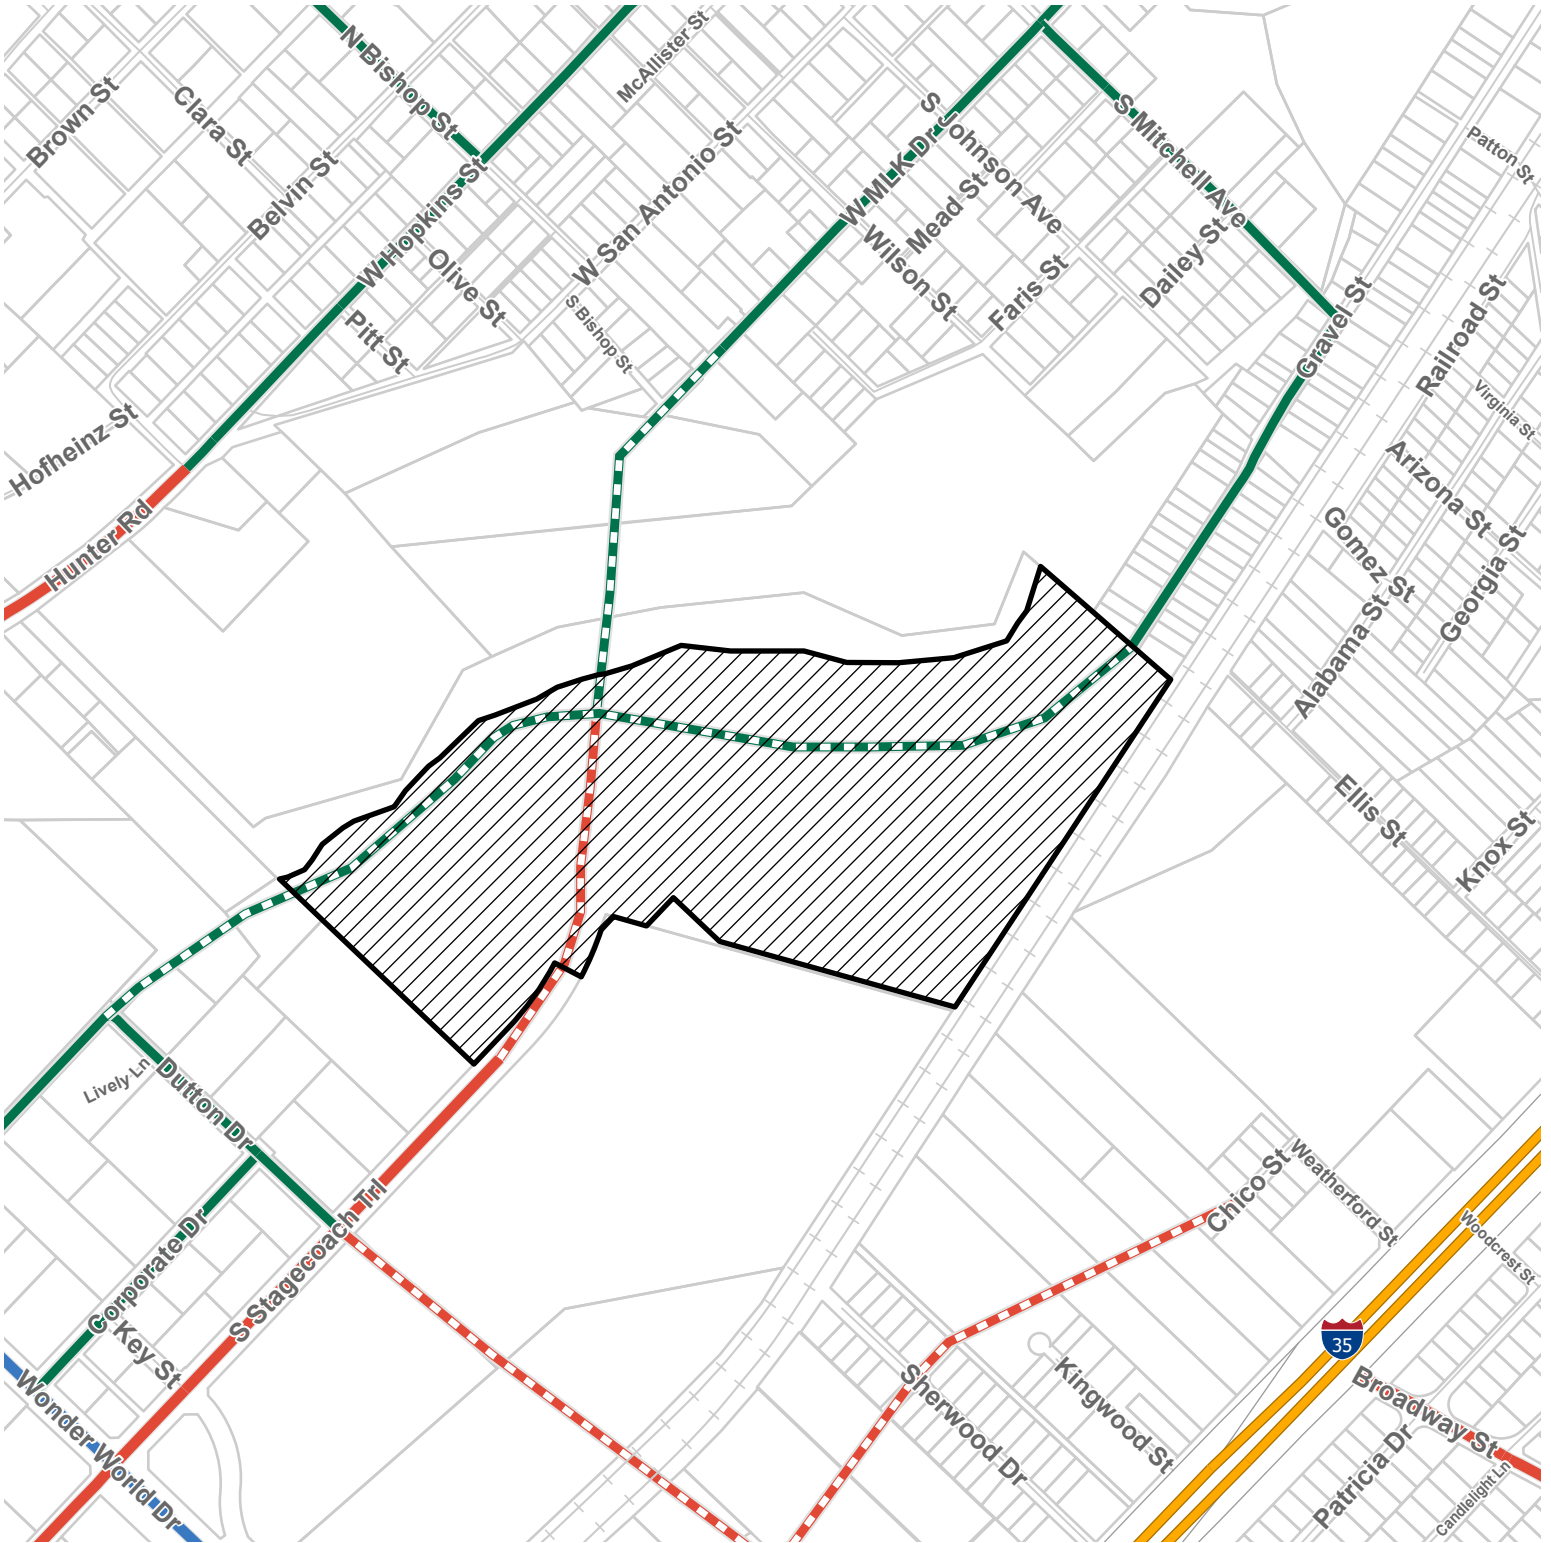 N Bishop St
McAllister St
Brown St
Clara St
Belvin St
W Hopkins St
W San Antonio St
S Johnson Ave
S Mitchell Ave
Patton St
W MLK Dr
Mead St
Wilson St
Dailey St
Faris St
Olive St
Pitt St
S Bishop St
Gravel St
Railroad St
Virginia St
Hofheinz St
Arizona St
Hunter Rd
Gomez St
Georgia St
Alabama St
Ellis St
Knox St
Lively Ln
Dutton Dr
Chico St
Weatherford St
Corporate Dr
S Stagecoach Trl
Woodcrest St
C Key St
35
Wonder World Dr
Sherwood Dr
Kingwood St
Broadway St
Patricia Dr
Candlelight Ln